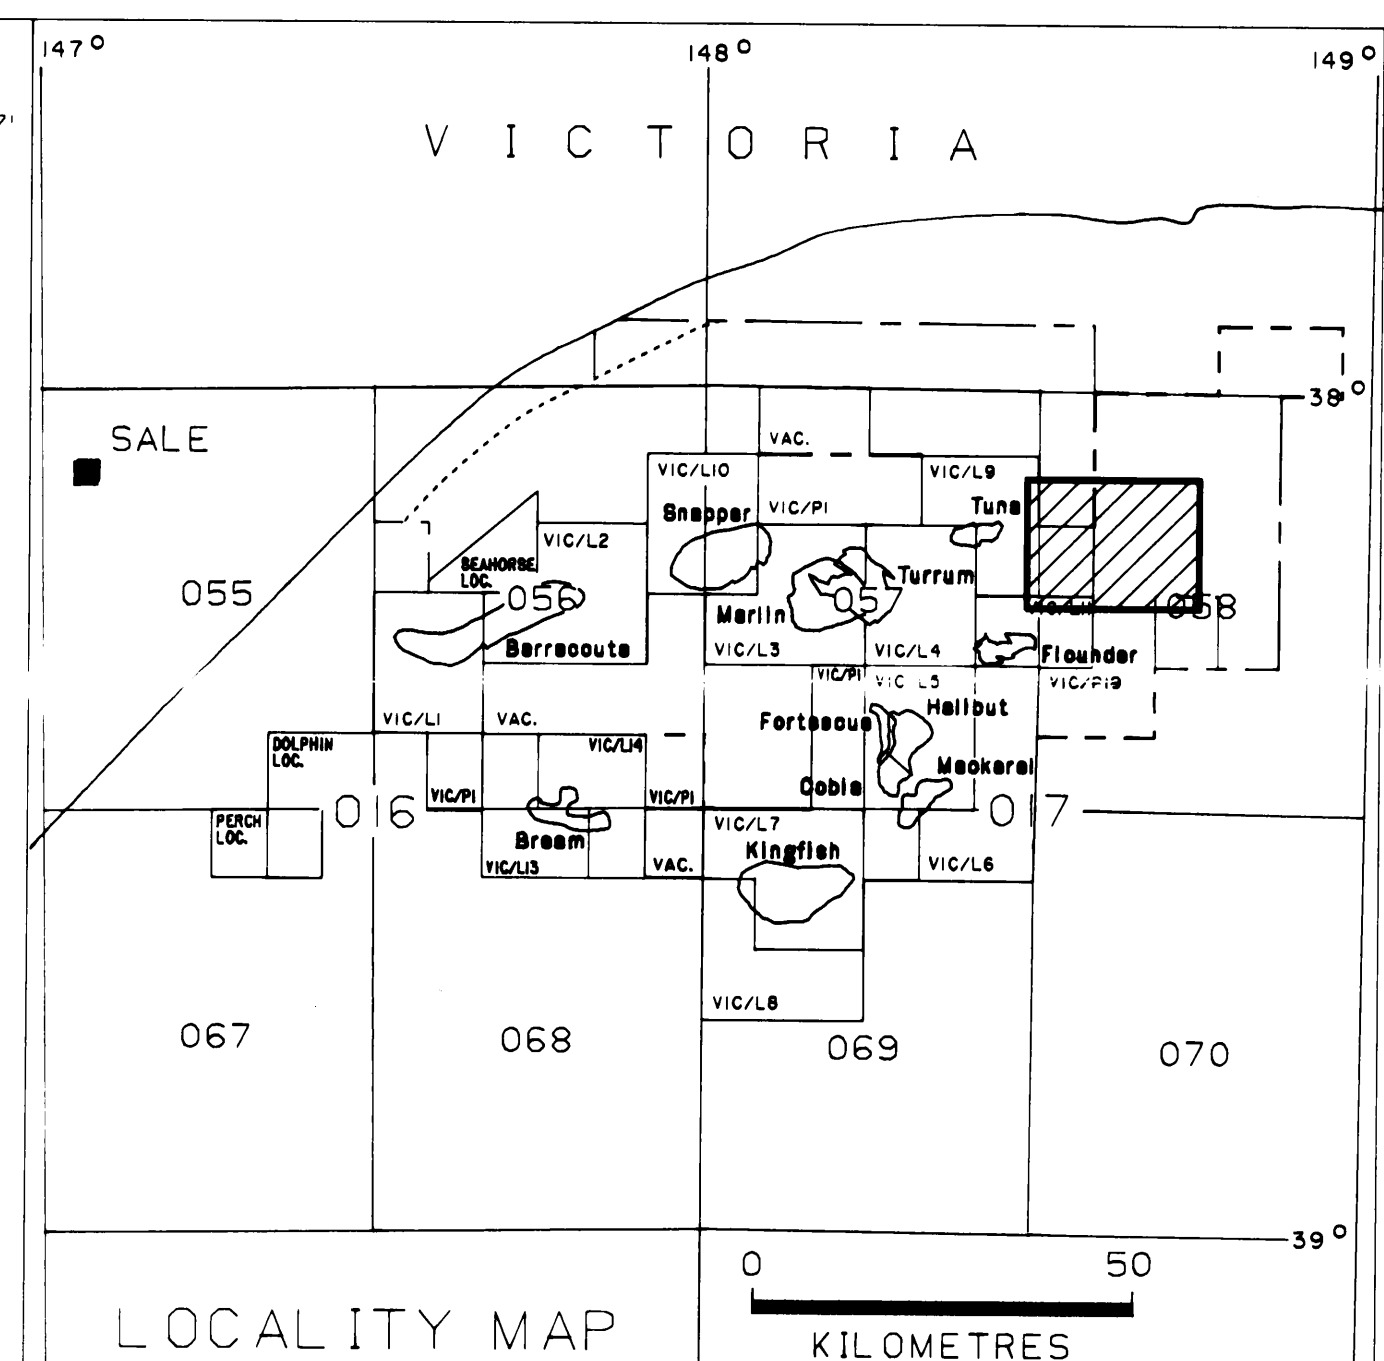 147°
148°
149°
VICTORIA
38°
SALE
VAC.
VIC/L10
VIC/L9
Snapper
VIC/P1
Tuna
VIC/L2
SEAHORSE
LOC.
Turrum
055
056
05
058
Marlin
Barracouta
VIC/L3
VIC/L4
Flounder
VIC/P1
VIC L5
VIC/P19
Fortescue
Halibut
VIC/L1
VAC.
DOLPHIN
LOC.
VIC/L14
Cobia
Mackerel
VIC/P1
VIC/P1
016
017
PERCH
LOC.
VIC/L7
Bream
Kingfish
VIC/L13
VAC.
VIC/L6
VIC/L8
067
068
069
070
39°
0
50
LOCALITY MAP
KILOMETRES